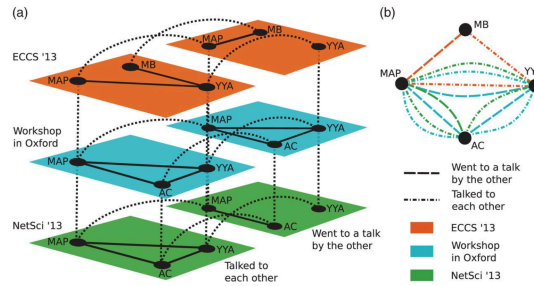 (a)
ECCS '13
MAP
MB
YYA
MAP
MB
YYA
Workshop
in Oxford
MAP
AC
YYA
MAP
AC
YYA
NetSci '13
MAP
AC
YYA
MAP
AC
YYA
Talked to
each other
Went to a talk
by the other
(b)
MB
MAP
YY
AC
Went to a talk
by the other
Talked to
each other
ECCS '13
Workshop
in Oxford
NetSci '13